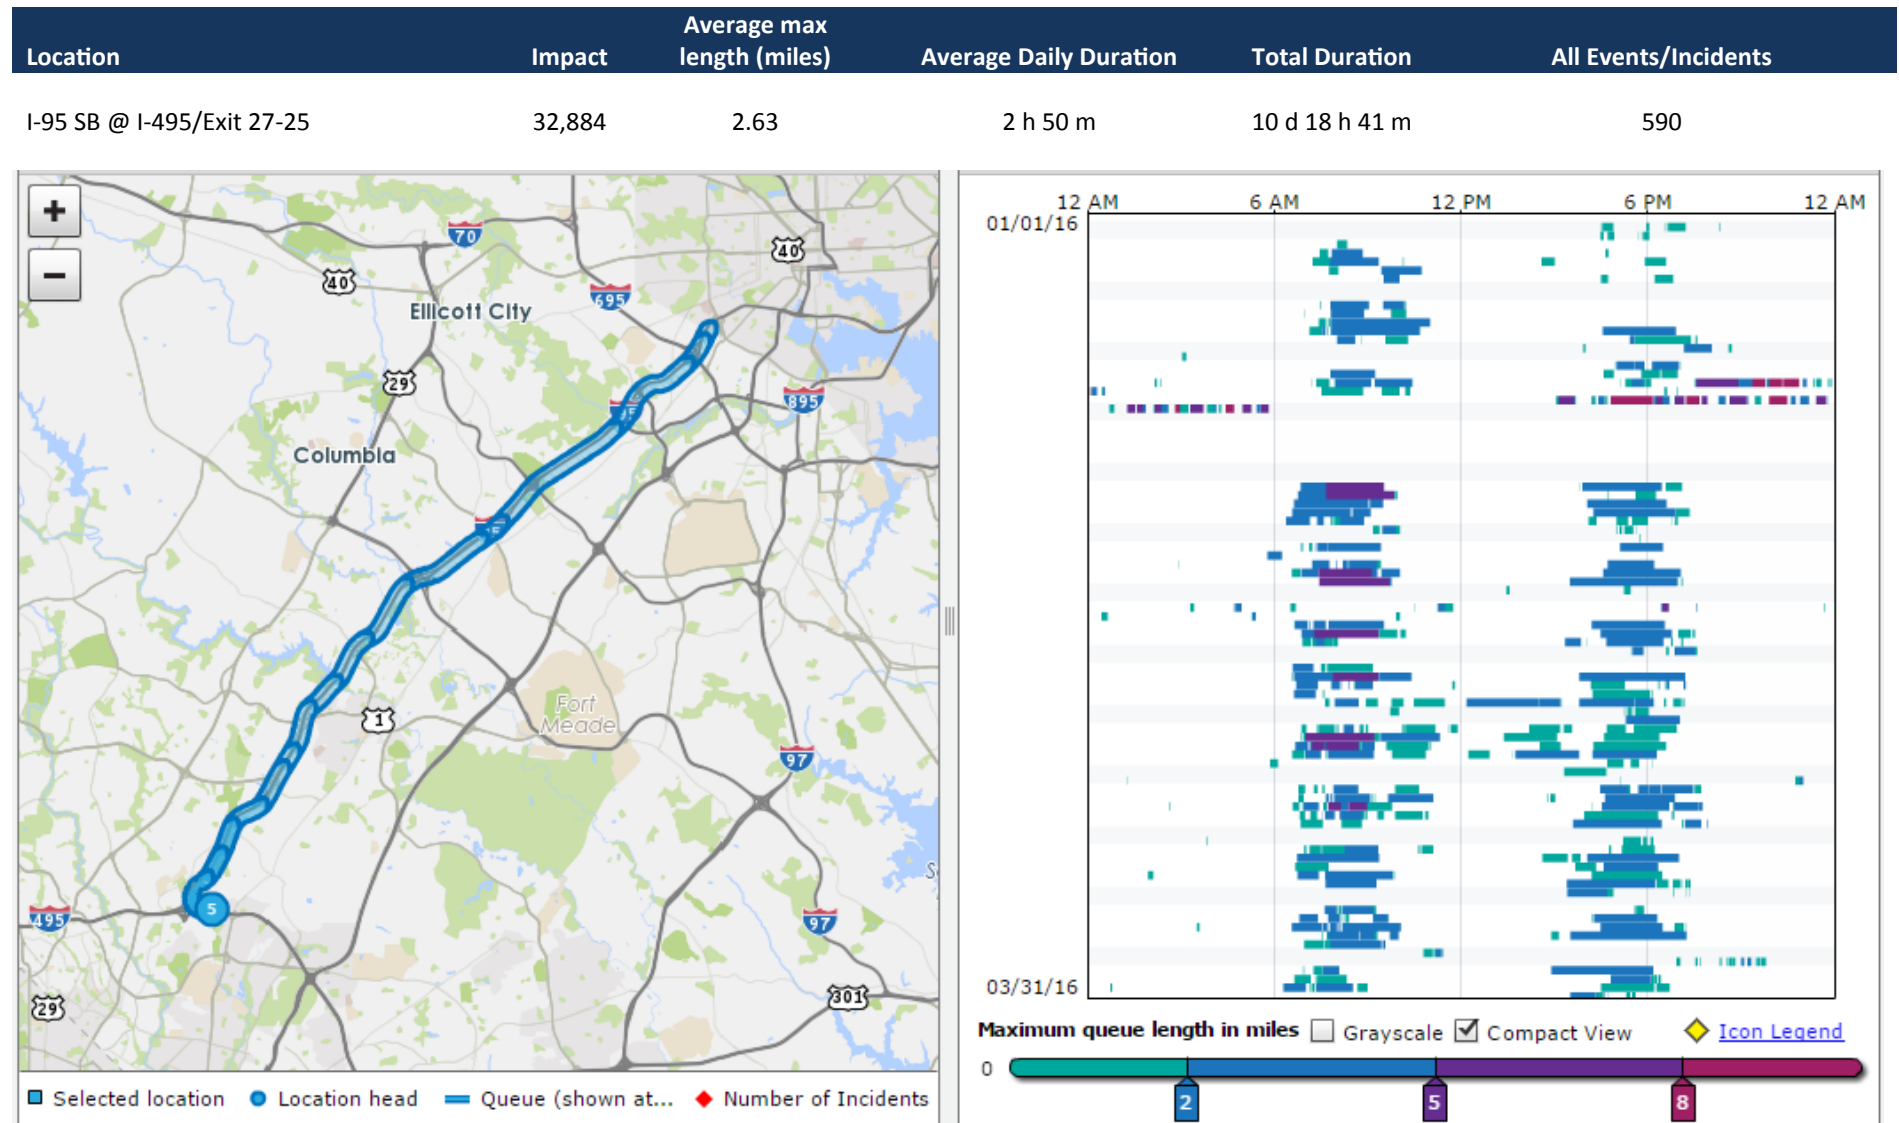 Location Impact Average max length (miles) Average Daily Duration Total Duration All Events/Incidents
I-95 SB @ I-495/Exit 27-25 32,884 2.63 2 h 50 m 10 d 18 h 41 m 590
+
−
70
40
40
695
Ellicott City
29
895
95
Columbia
95
1
Fort
Meade
97
5
495
97
29
301
Selected location Location head Queue (shown at... Number of Incidents
12 AM 6 AM 12 PM 6 PM 12 AM
01/01/16
03/31/16
Maximum queue length in miles Grayscale Compact View Icon Legend
0
2 5 8